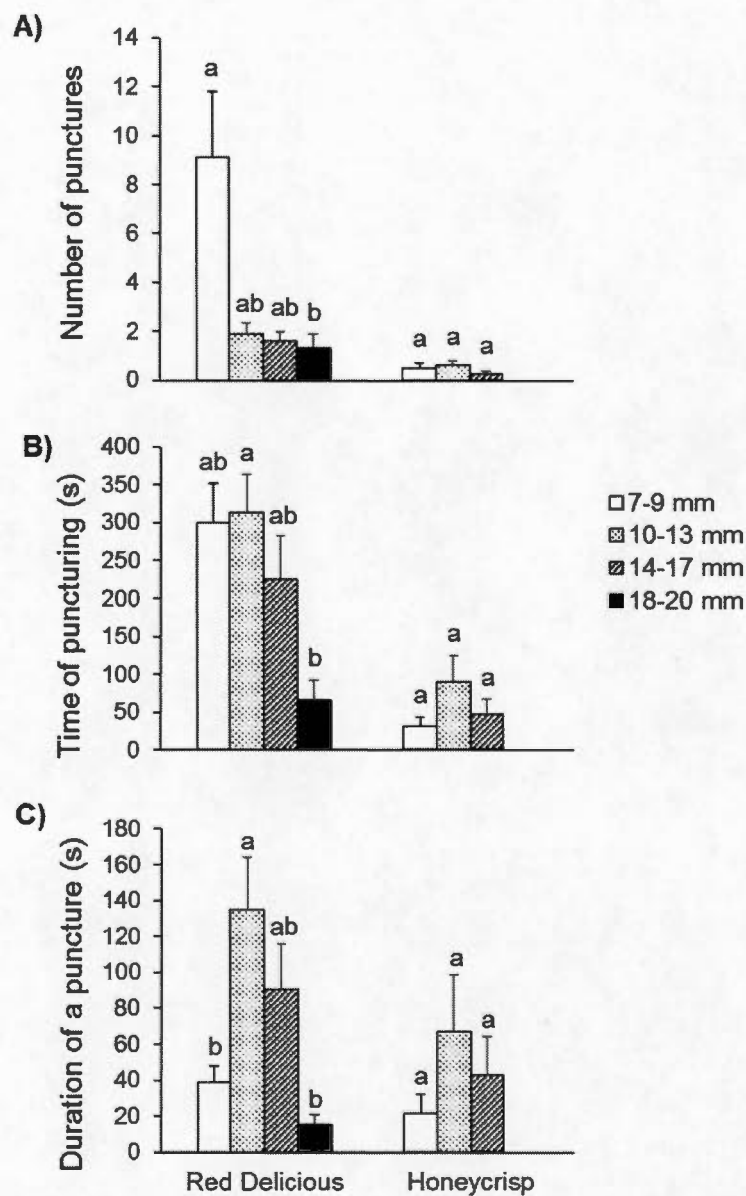 A)
Number of punctures
14
12
10
8
6
4
2
0
a
ab
ab
b
a
a
a
B)
Time of puncturing (s)
400
350
300
250
200
150
100
50
0
ab
a
ab
b
a
a
a
7-9 mm
10-13 mm
14-17 mm
18-20 mm
C)
Duration of a puncture (s)
180
160
140
120
100
80
60
40
20
0
b
a
ab
b
a
a
a
Red Delicious Honeycrisp